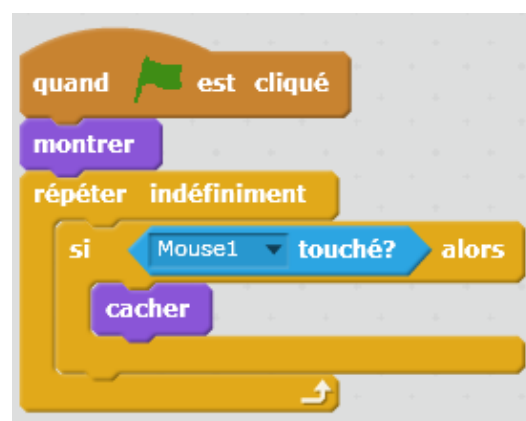 quand est cliqué
montrer
répéter indéfiniment
si Mouse1 touché? alors
cacher